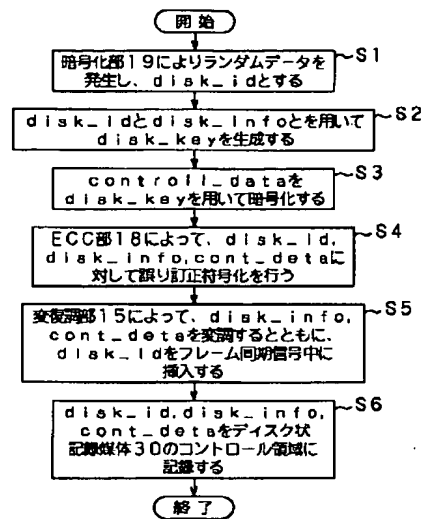 開始
S1
暗号化部19によりランダムデータを
発生し、disk_idとする
S2
disk_idとdisk_infoとを用いて
disk_keyを生成する
S3
controll_dataを
disk_keyを用いて暗号化する
S4
ECC部18によって、disk_id,
disk_info,cont_detaに
対して誤り訂正符号化を行う
S5
変復調部15によって、disk_info,
cont_detaを変調するとともに、
disk_idをフレーム同期信号中に
挿入する
S6
disk_id,disk_info,
cont_detaをディスク状
記録媒体30のコントロール領域に
記録する
終了